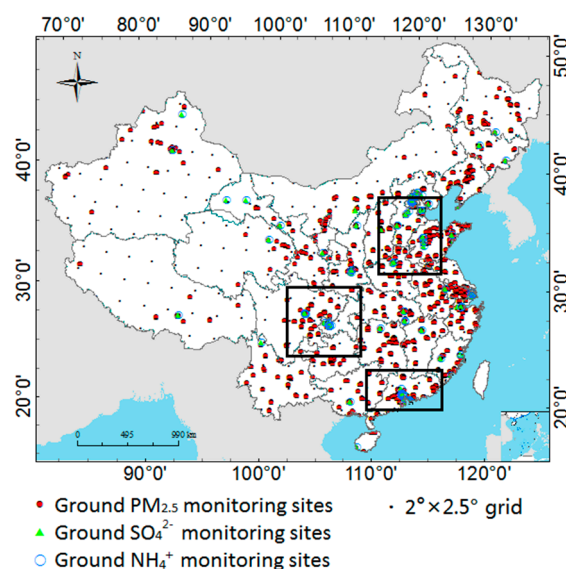 70°0' 80°0' 90°0' 100°0' 110°0' 120°0' 130°0'
N
50°0'
40°0'
40°0'
30°0'
30°0'
20°0'
20°0'
0 495 990 km
90°0' 100°0' 110°0' 120°0'
Ground PM2.5 monitoring sites
· 2°×2.5° grid
Ground SO₄²⁻ monitoring sites
Ground NH₄⁺ monitoring sites